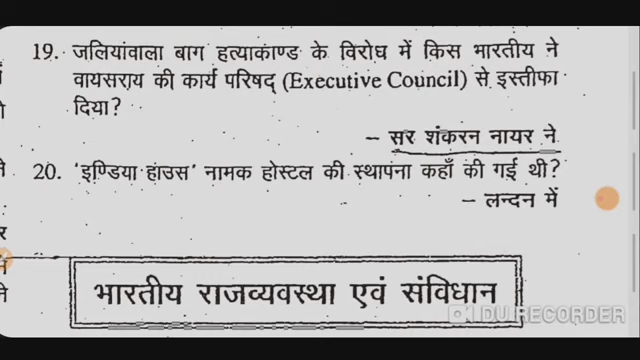 19. जलियांवाला बाग हत्याकाण्ड के विरोध में किस भारतीय ने
वायसराय की कार्य परिषद् (Executive Council) से इस्तीफा
दिया?
– सर शंकरन नायर ने
20. 'इण्डिया हाउस' नामक होस्टल की स्थापना कहाँ की गई थी?
– लन्दन में
भारतीय राजव्यवस्था एवं संविधान
DU RECORDER